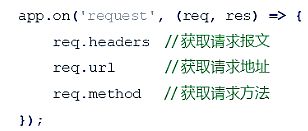 app.on('request', (req, res) => {
    req.headers  //获取请求报文
    req.url      //获取请求地址
    req.method   //获取请求方法
});